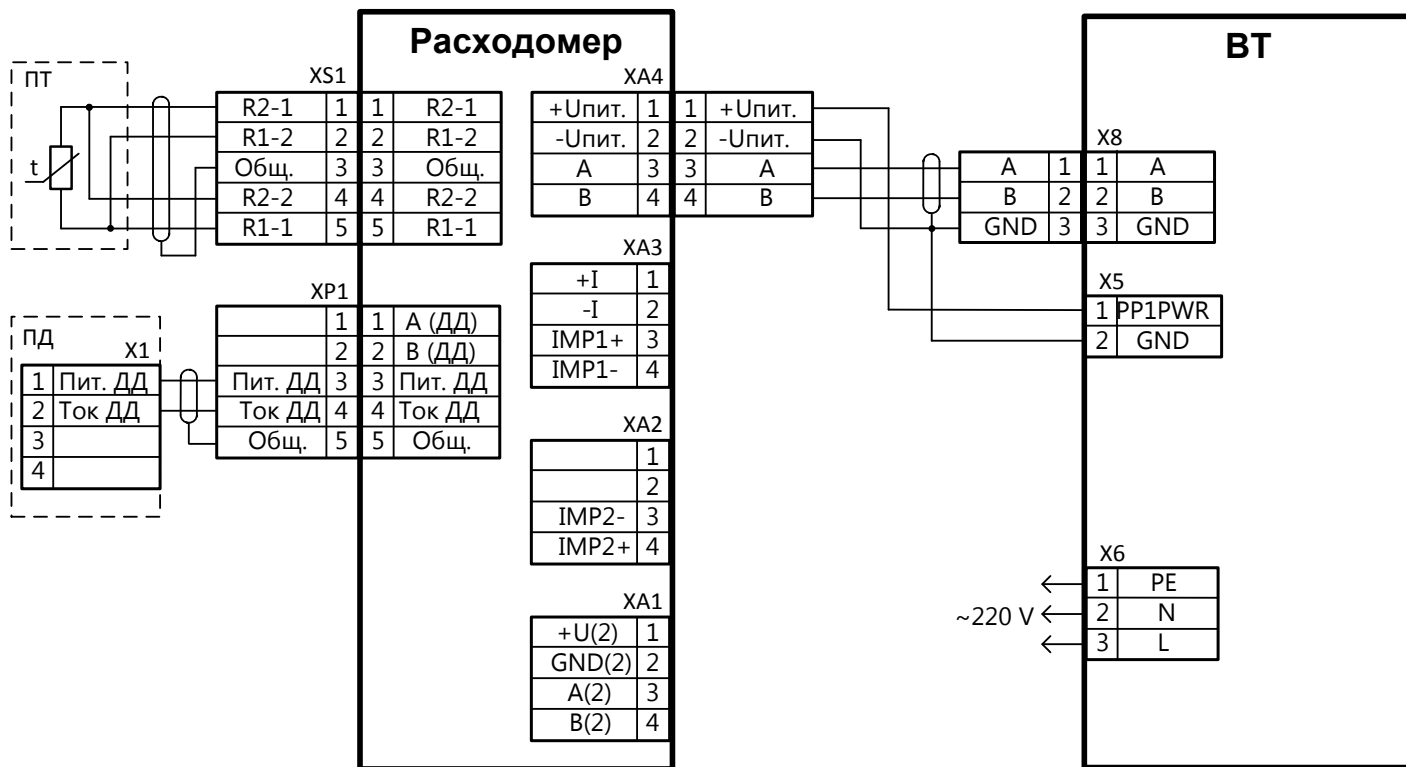 Расходомер
ВТ
ПТ
t
XS1
R2-1 1 1 R2-1
R1-2 2 2 R1-2
Общ. 3 3 Общ.
R2-2 4 4 R2-2
R1-1 5 5 R1-1
XP1
1 1 A (ДД)
2 2 B (ДД)
Пит. ДД 3 3 Пит. ДД
Ток ДД 4 4 Ток ДД
Общ. 5 5 Общ.
ПД
X1
1 Пит. ДД
2 Ток ДД
3
4
XA4
+Uпит. 1 1 +Uпит.
-Uпит. 2 2 -Uпит.
A 3 3 A
B 4 4 B
XA3
+I 1
-I 2
IMP1+ 3
IMP1- 4
XA2
1
2
IMP2- 3
IMP2+ 4
XA1
+U(2) 1
GND(2) 2
A(2) 3
B(2) 4
X8
A 1 1 A
B 2 2 B
GND 3 3 GND
X5
1 PP1PWR
2 GND
X6
~220 V
1 PE
2 N
3 L